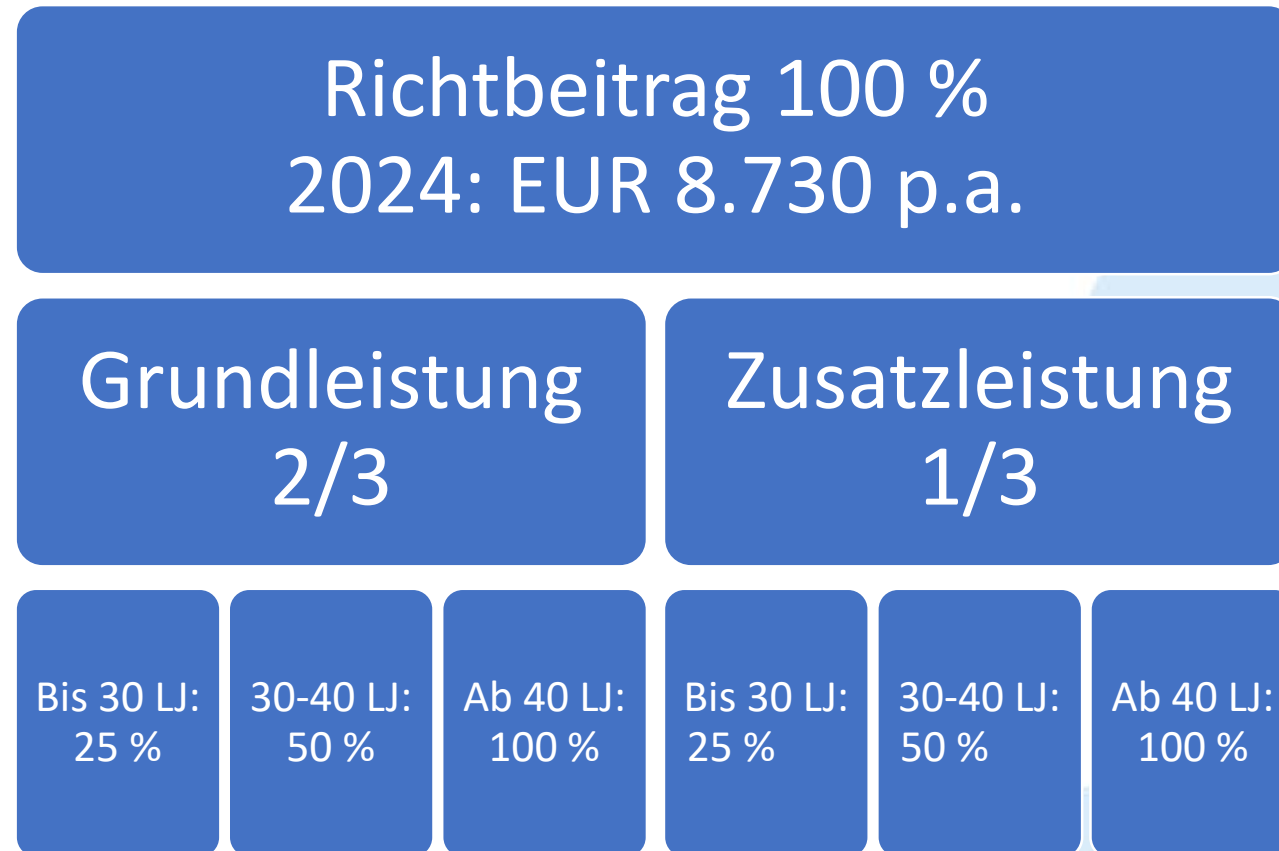 Richtbeitrag 100 %
2024: EUR 8.730 p.a.
Grundleistung
2/3
Zusatzleistung
1/3
Bis 30 LJ:
25 %
30-40 LJ:
50 %
Ab 40 LJ:
100 %
Bis 30 LJ:
25 %
30-40 LJ:
50 %
Ab 40 LJ:
100 %